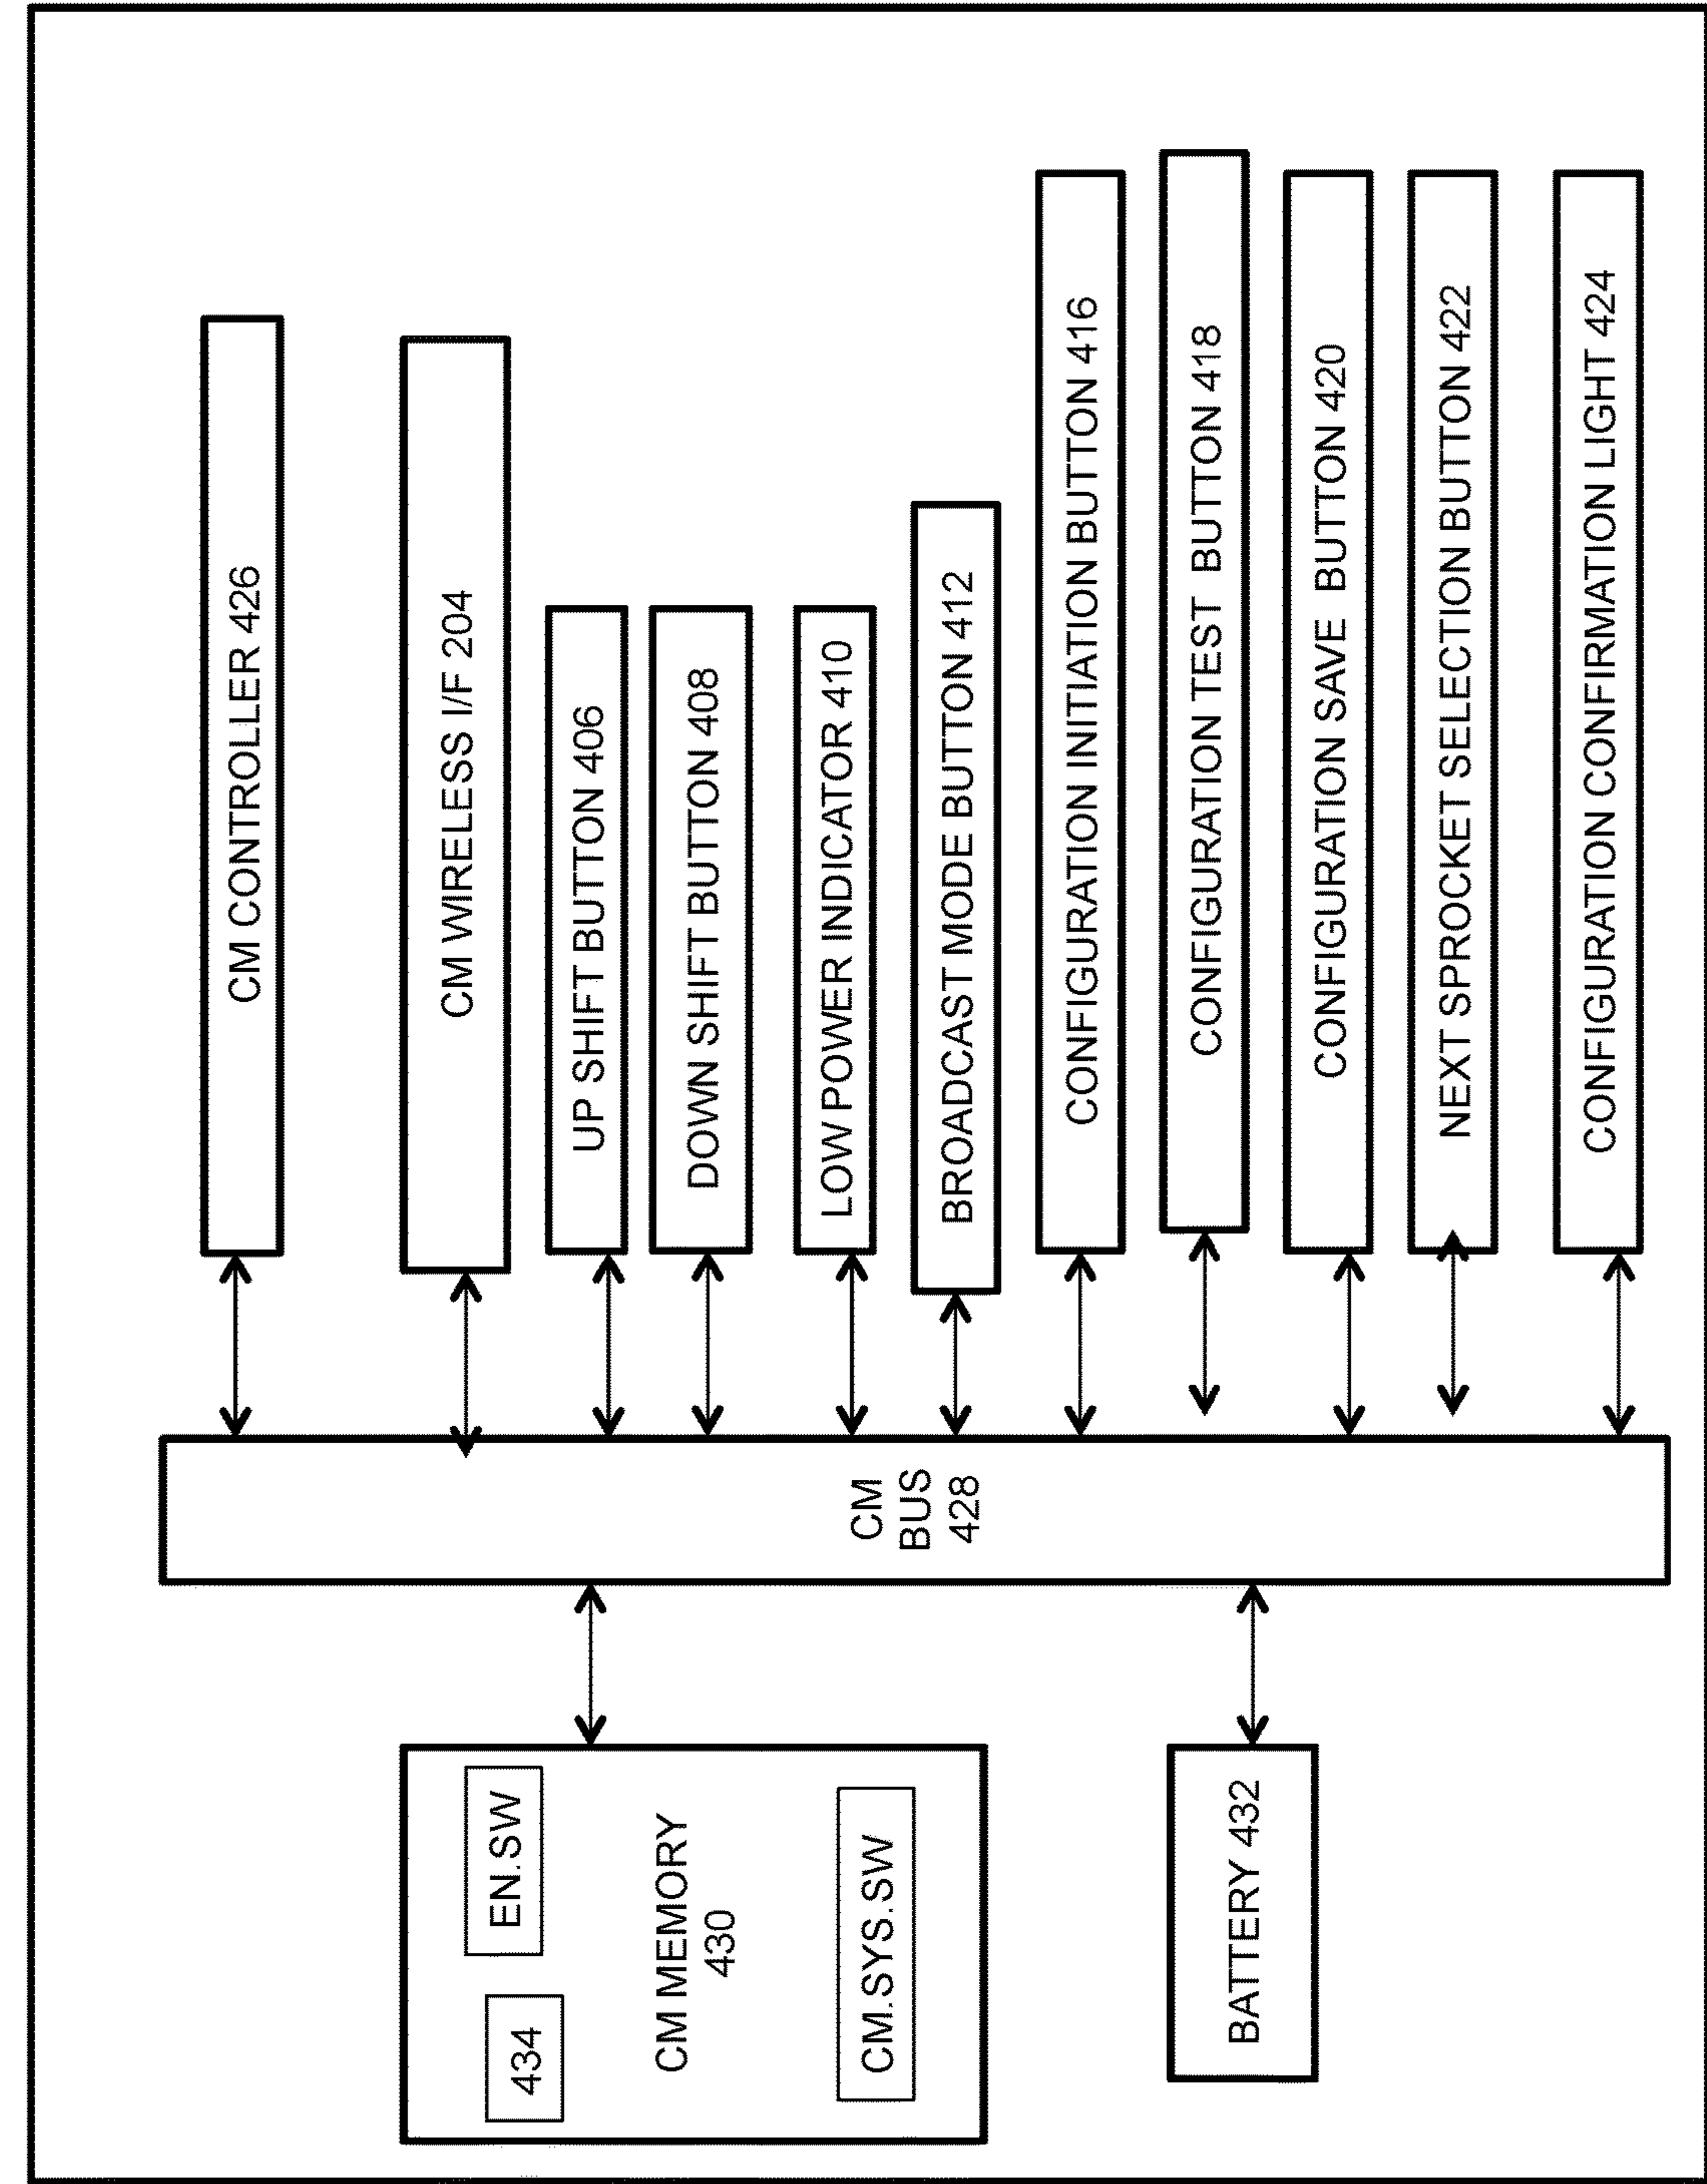 434
EN.SW
CM MEMORY
430
CM.SYS.SW
BATTERY 432
CM
BUS
428
CM CONTROLLER 426
CM WIRELESS I/F 204
UP SHIFT BUTTON 406
DOWN SHIFT BUTTON 408
LOW POWER INDICATOR 410
BROADCAST MODE BUTTON 412
CONFIGURATION INITIATION BUTTON 416
CONFIGURATION TEST BUTTON 418
CONFIGURATION SAVE BUTTON 420
NEXT SPROCKET SELECTION BUTTON 422
CONFIGURATION CONFIRMATION LIGHT 424